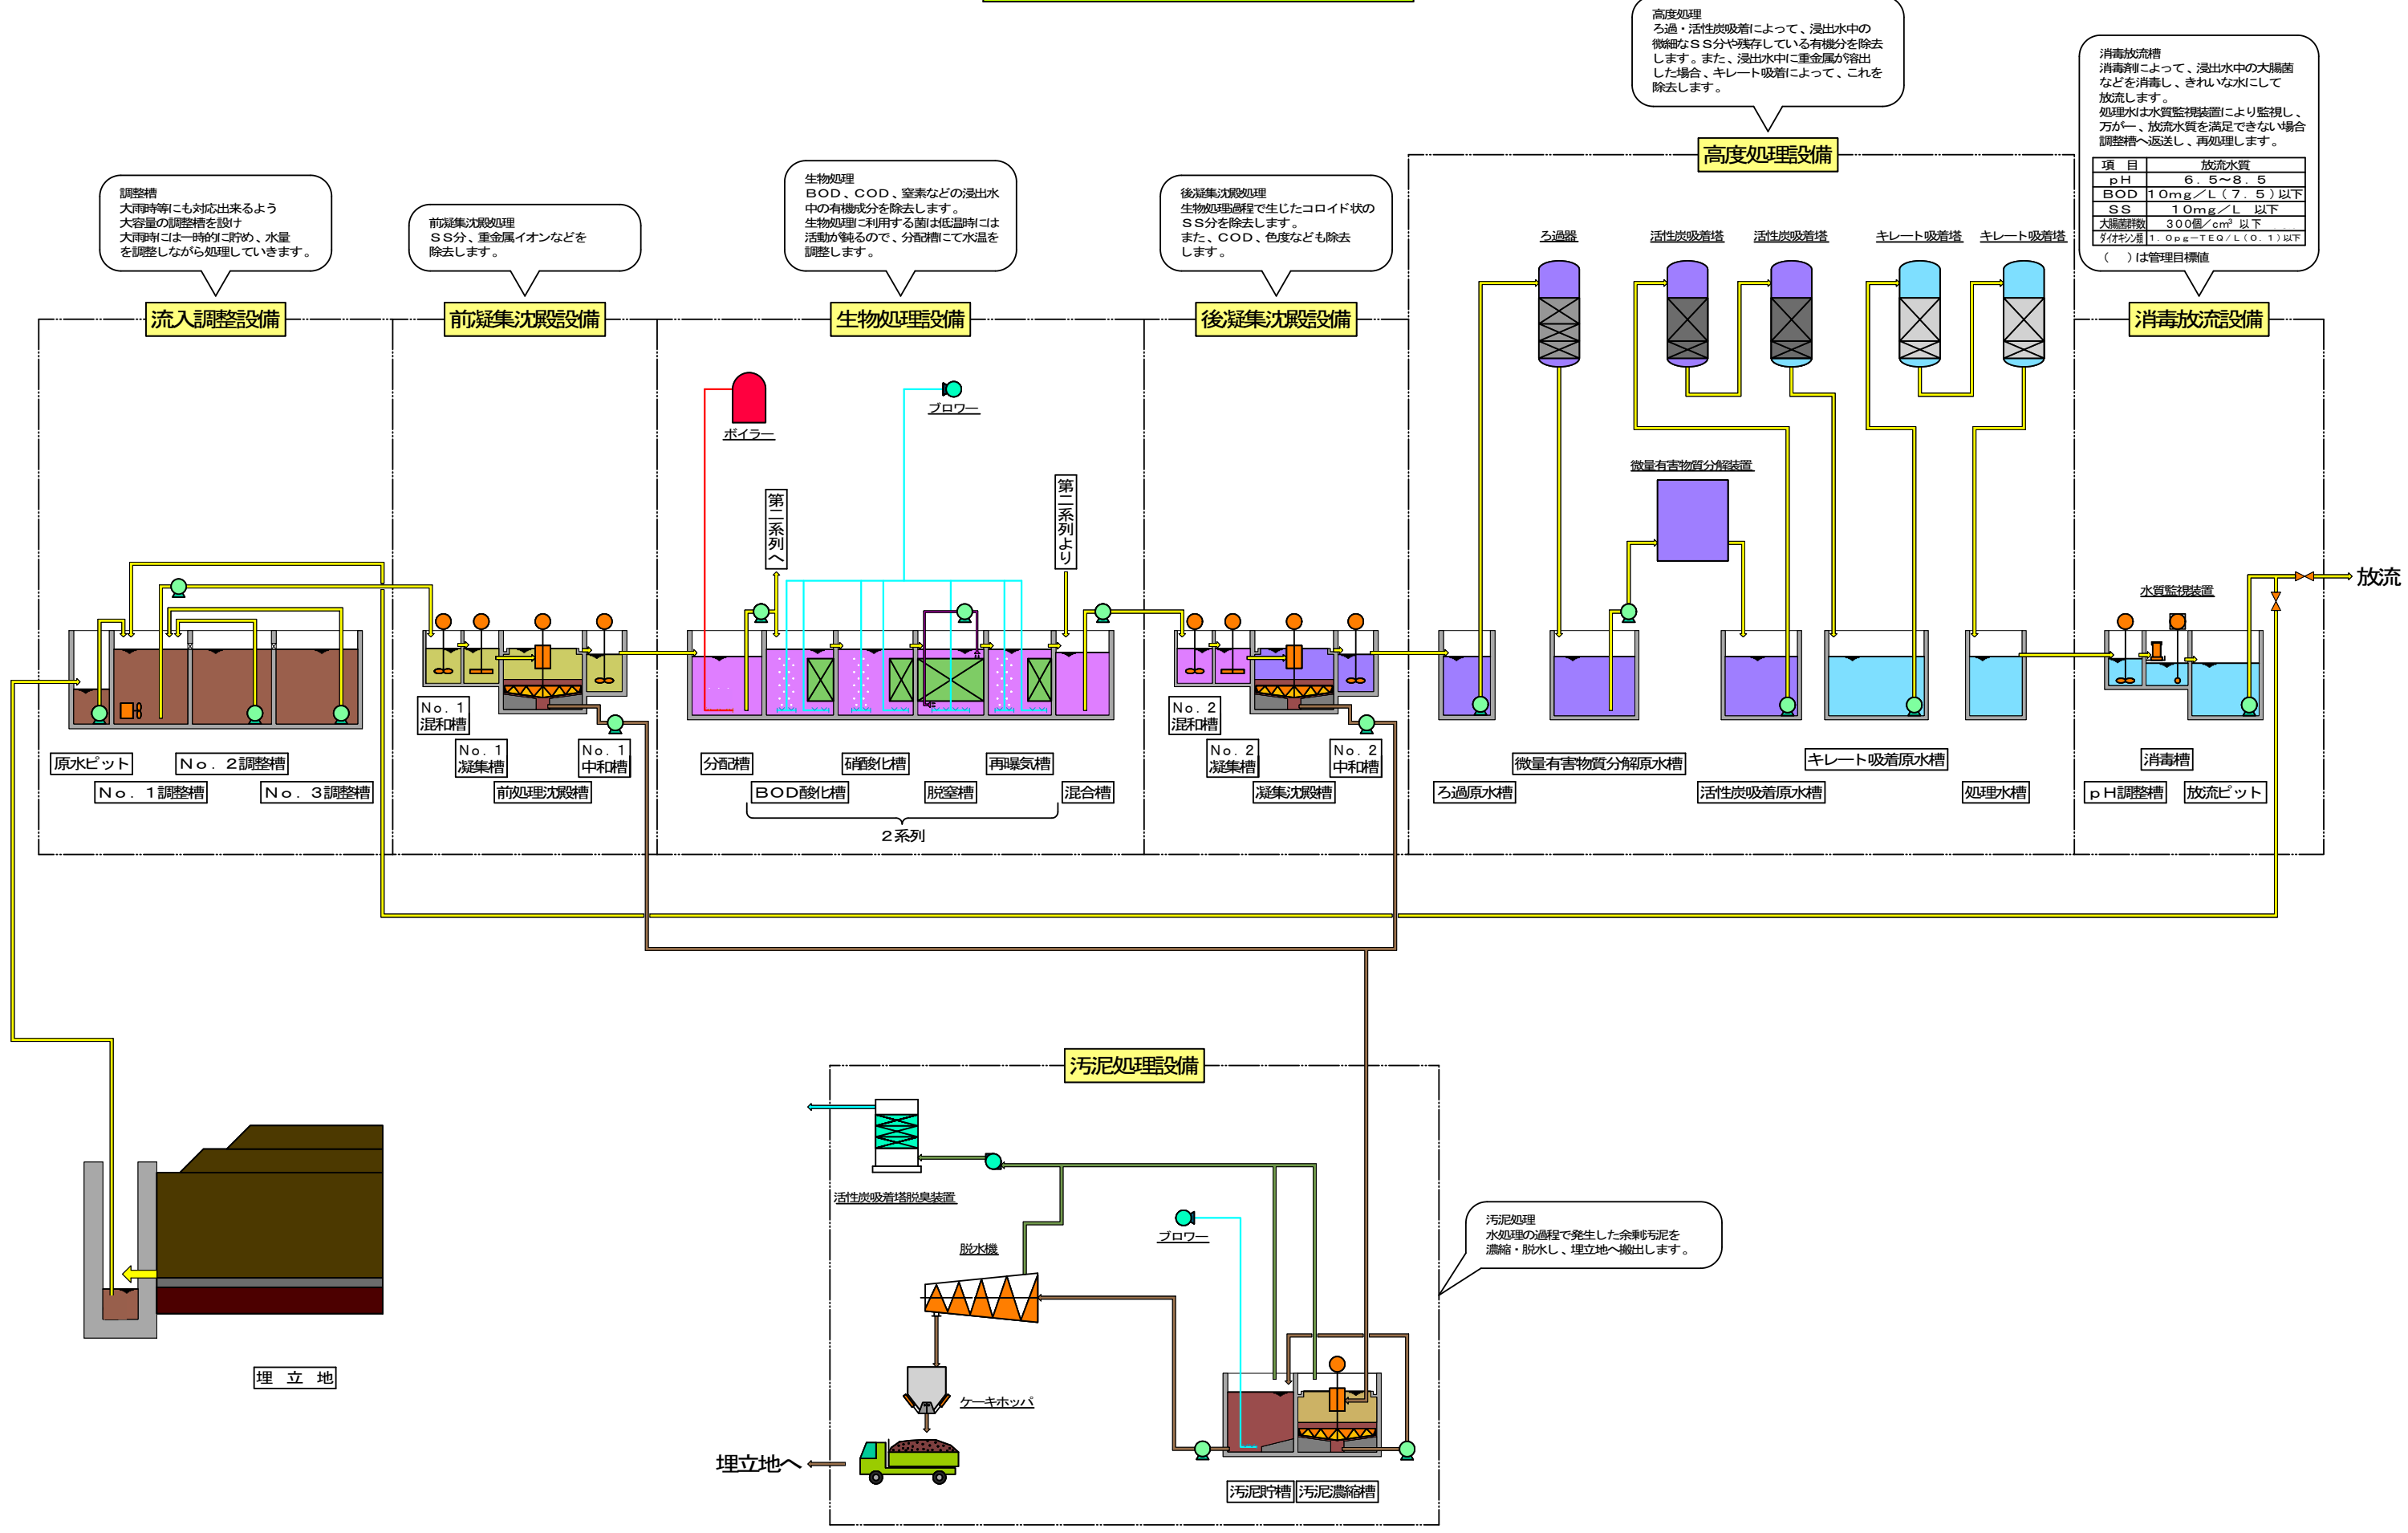 高度処理
ろ過・活性炭吸着によって、浸出水中の
微細なＳＳ分や残存している有機分を除去
します。また、浸出水中に重金属が溶出
した場合、キレート吸着によって、これを
除去します。
消毒放流槽
消毒剤によって、浸出水中の大腸菌
などを消毒し、きれいな水にして
放流します。
処理水は水質監視装置により監視し、
万が一、放流水質を満足できない場合
調整槽へ返送し、再処理します。
項　目　放流水質
ｐＨ　６．５～８．５
ＢＯＤ　１０ｍｇ／Ｌ（７．５）以下
ＳＳ　１０ｍｇ／Ｌ　以下
大腸菌群数　３００個／cm³ 以下
ダイオキシン類　１．０ｐｇ－ＴＥＱ／Ｌ（０．１）以下
（　）は管理目標値
調整槽
大雨時等にも対応出来るよう
大容量の調整槽を設け
大雨時には一時的に貯め、水量
を調整しながら処理していきます。
前凝集沈殿処理
ＳＳ分、重金属イオンなどを
除去します。
生物処理
ＢＯＤ、ＣＯＤ、窒素などの浸出水
中の有機成分を除去します。
生物処理に利用する菌は低温時には
活動が鈍るので、分配槽にて水温を
調整します。
後凝集沈殿処理
生物処理過程で生じたコロイド状の
ＳＳ分を除去します。
また、ＣＯＤ、色度なども除去
します。
高度処理設備
流入調整設備
前凝集沈殿設備
生物処理設備
後凝集沈殿設備
消毒放流設備
ろ過器
活性炭吸着塔
活性炭吸着塔
キレート吸着塔
キレート吸着塔
ボイラー
ブロワー
第二系列へ
第二系列より
微量有害物質分解装置
水質監視装置
放流
原水ピット
Ｎｏ．１調整槽
Ｎｏ．２調整槽
Ｎｏ．３調整槽
Ｎｏ．１
混和槽
Ｎｏ．１
凝集槽
前処理沈殿槽
Ｎｏ．１
中和槽
分配槽
ＢＯＤ酸化槽
硝酸化槽
脱窒槽
再曝気槽
混合槽
２系列
Ｎｏ．２
混和槽
Ｎｏ．２
凝集槽
凝集沈殿槽
Ｎｏ．２
中和槽
ろ過原水槽
微量有害物質分解原水槽
活性炭吸着原水槽
キレート吸着原水槽
処理水槽
ｐＨ調整槽
消毒槽
放流ピット
汚泥処理設備
活性炭吸着塔脱臭装置
脱水機
ブロワー
汚泥処理
水処理の過程で発生した余剰汚泥を
濃縮・脱水し、埋立地へ搬出します。
埋　立　地
ケーキホッパ
埋立地へ
汚泥貯槽
汚泥濃縮槽